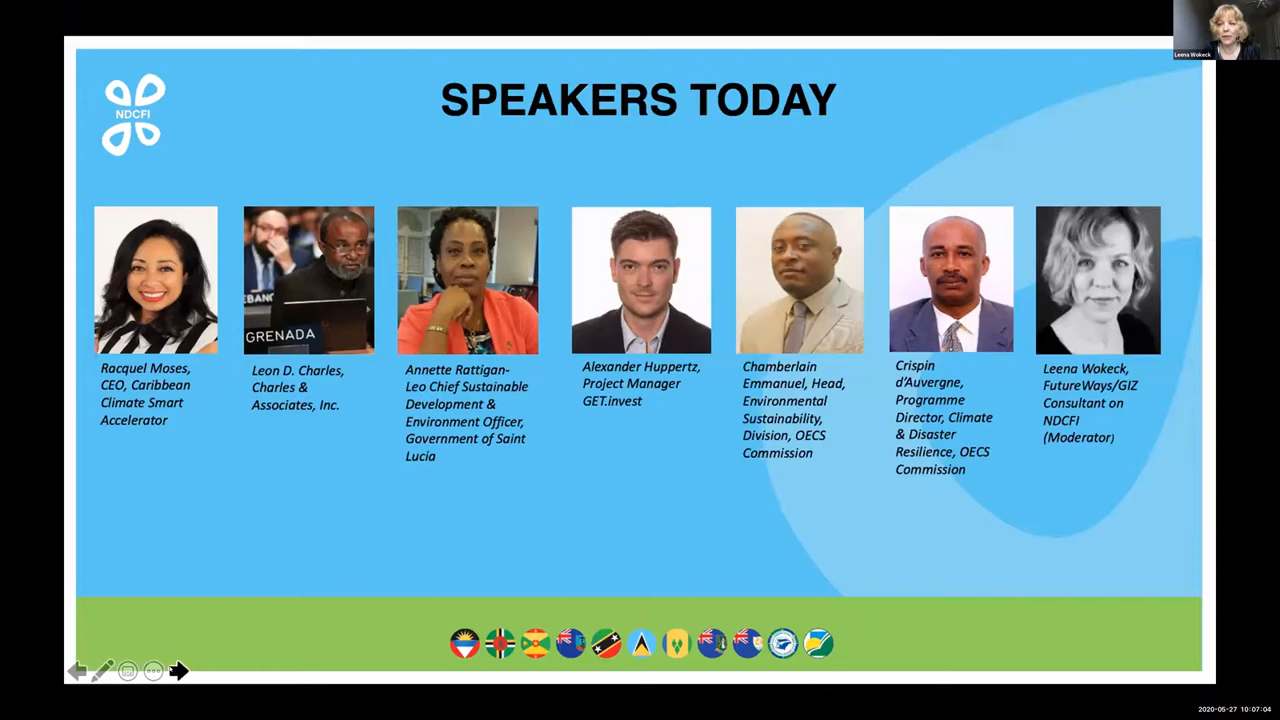 Leena Wokeck
NDCFI
SPEAKERS TODAY
EBANO
GRENADA
Racquel Moses,
CEO, Caribbean
Climate Smart
Accelerator
Leon D. Charles,
Charles &
Associates, Inc.
Annette Rattigan-
Leo Chief Sustainable
Development &
Environment Officer,
Government of Saint
Lucia
Alexander Huppertz,
Project Manager
GET.invest
Chamberlain
Emmanuel, Head,
Environmental
Sustainability,
Division, OECS
Commission
Crispin
d’Auvergne,
Programme
Director, Climate
& Disaster
Resilience, OECS
Commission
Leena Wokeck,
FutureWays/GIZ
Consultant on
NDCFI
(Moderator)
2020-05-27 10:07:04